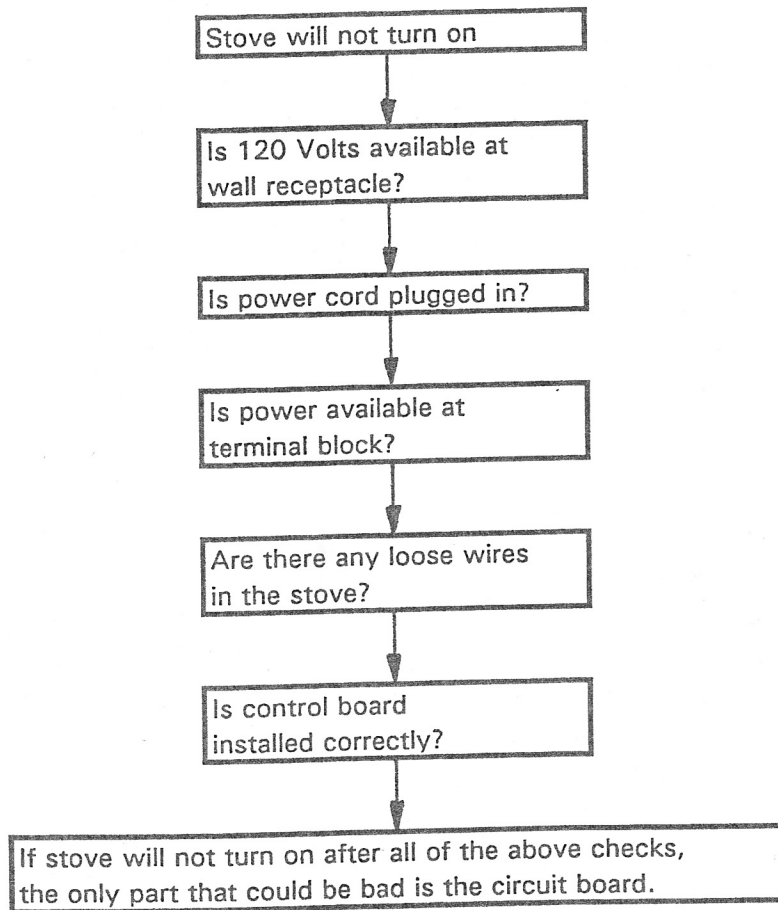 Stove will not turn on
Is 120 Volts available at
wall receptacle?
Is power cord plugged in?
Is power available at
terminal block?
Are there any loose wires
in the stove?
Is control board
installed correctly?
If stove will not turn on after all of the above checks,
the only part that could be bad is the circuit board.